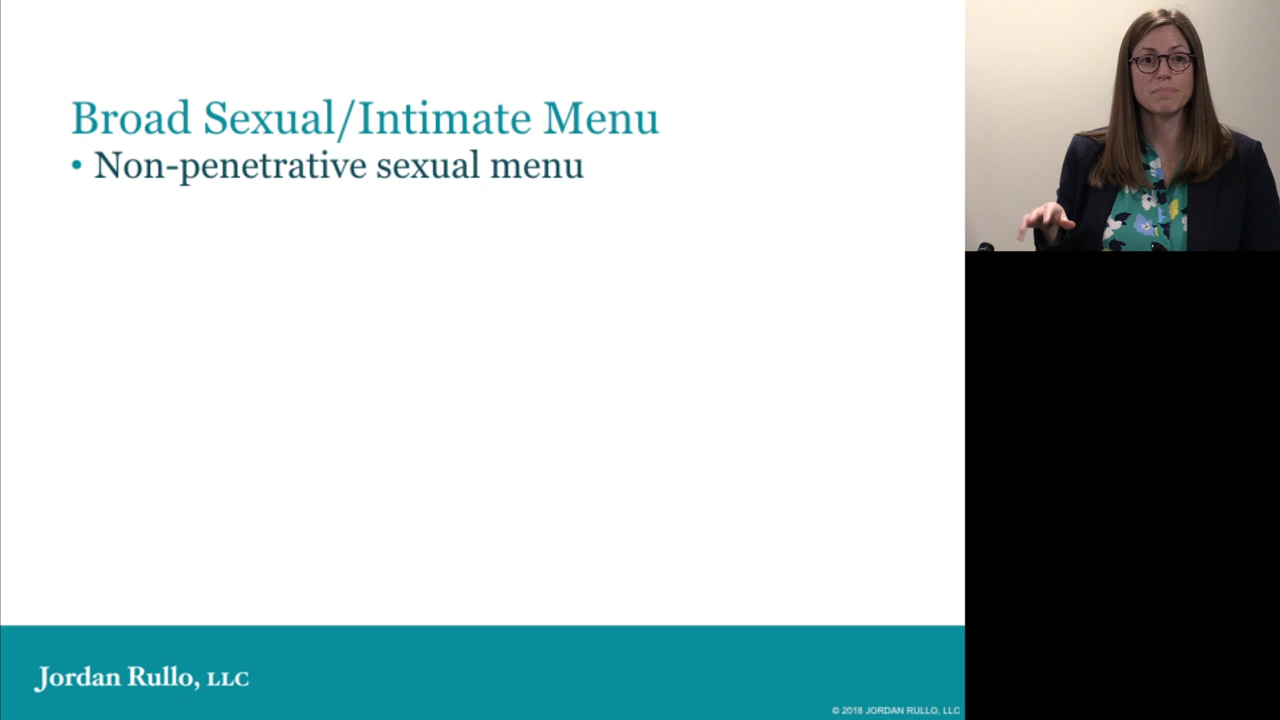 Broad Sexual/Intimate Menu
• Non-penetrative sexual menu
Jordan Rullo, LLC
© 2018 JORDAN RULLO, LLC